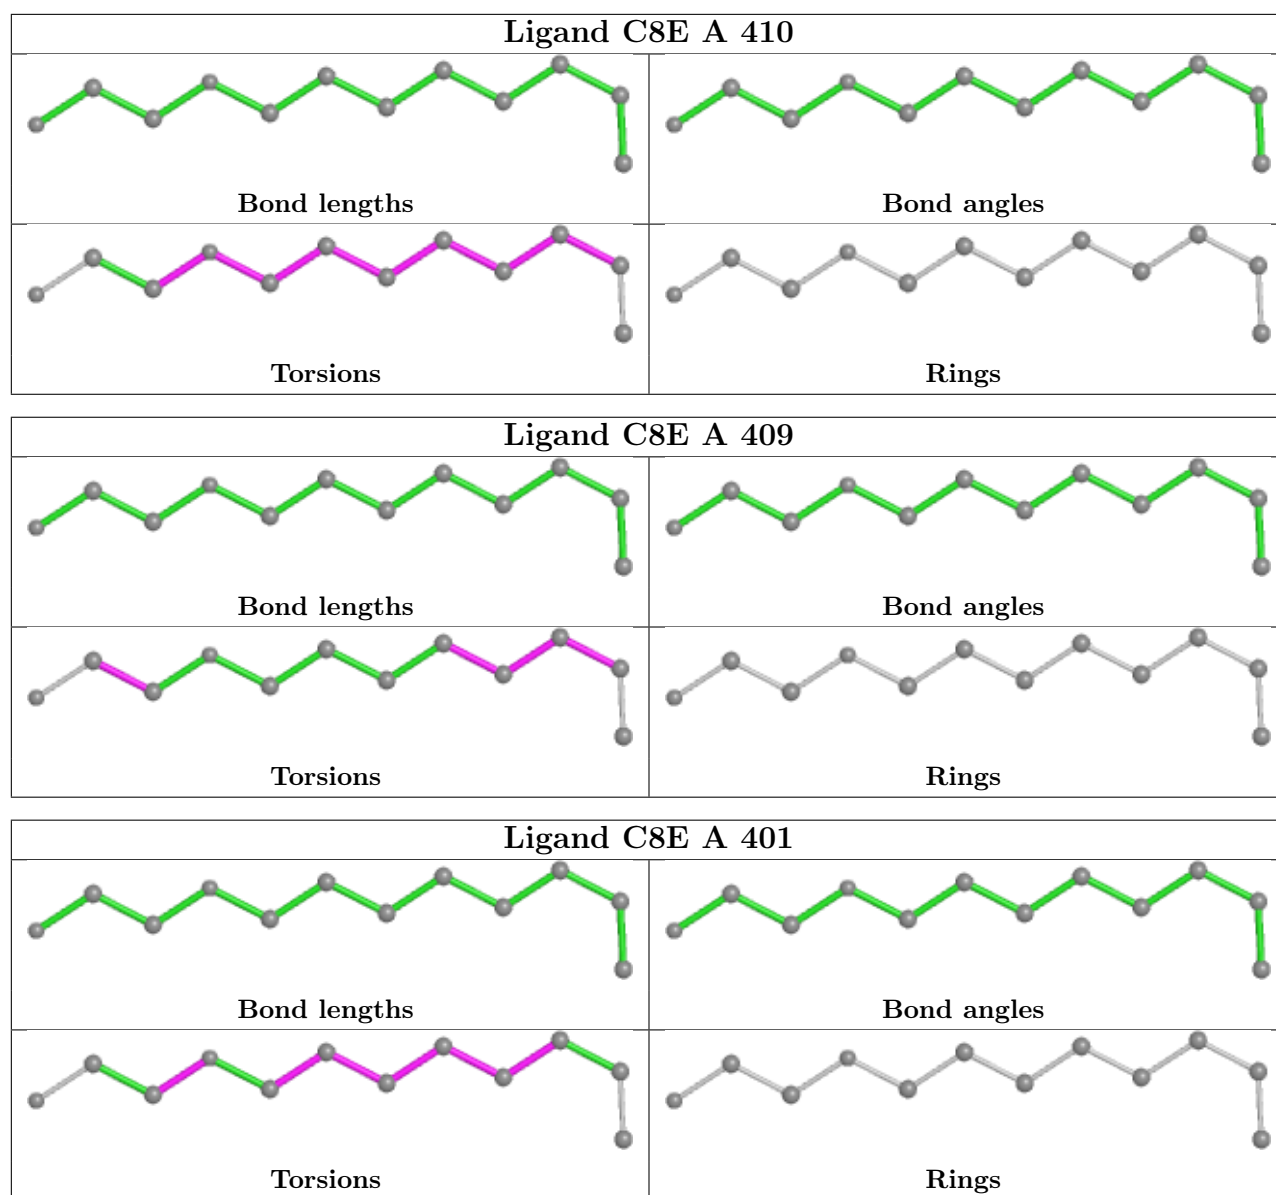 Ligand C8E A 410
Bond lengths
Bond angles
Torsions
Rings
Ligand C8E A 409
Bond lengths
Bond angles
Torsions
Rings
Ligand C8E A 401
Bond lengths
Bond angles
Torsions
Rings